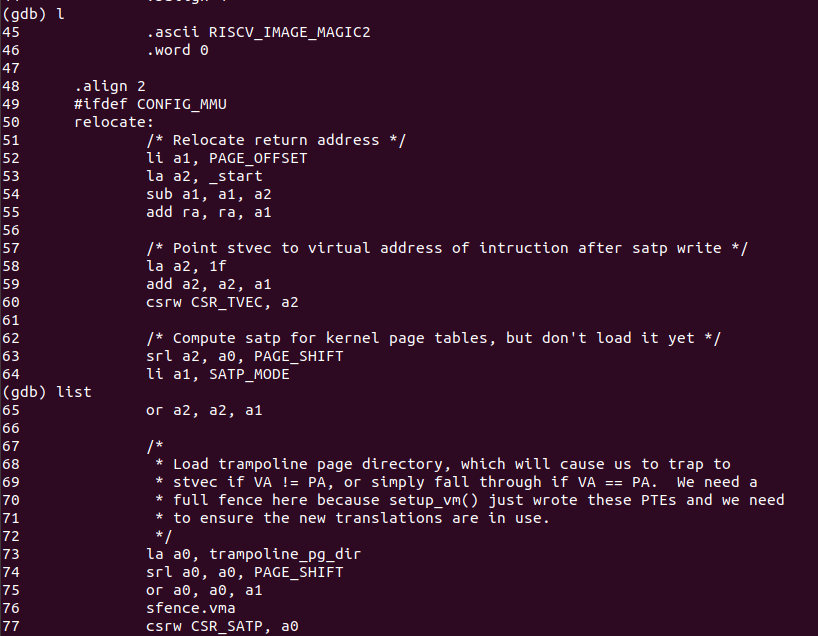 (gdb) l
45 .ascii RISCV_IMAGE_MAGIC2
46 .word 0
47
48 .align 2
49 #ifdef CONFIG_MMU
50 relocate:
51 /* Relocate return address */
52 li a1, PAGE_OFFSET
53 la a2, _start
54 sub a1, a1, a2
55 add ra, ra, a1
56
57 /* Point stvec to virtual address of intruction after satp write */
58 la a2, 1f
59 add a2, a2, a1
60 csrw CSR_TVEC, a2
61
62 /* Compute satp for kernel page tables, but don't load it yet */
63 srl a2, a0, PAGE_SHIFT
64 li a1, SATP_MODE
(gdb) list
65 or a2, a2, a1
66
67 /*
68 * Load trampoline page directory, which will cause us to trap to
69 * stvec if VA != PA, or simply fall through if VA == PA.  We need a
70 * full fence here because setup_vm() just wrote these PTEs and we need
71 * to ensure the new translations are in use.
72 */
73 la a0, trampoline_pg_dir
74 srl a0, a0, PAGE_SHIFT
75 or a0, a0, a1
76 sfence.vma
77 csrw CSR_SATP, a0